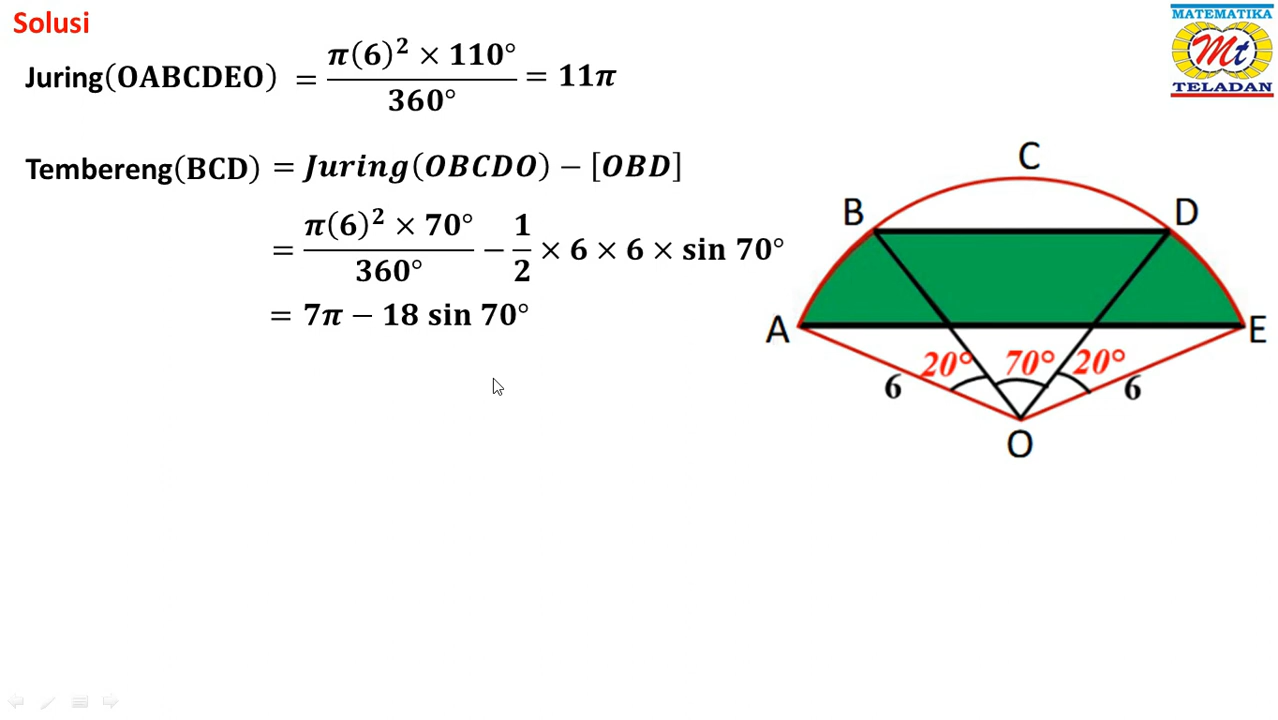 Solusi
MATEMATIKA
Mt
TELADAN
Juring(OABCDEO) = π(6)² × 110° / 360° = 11π
Tembereng(BCD) = Juring(OBCDO) − [OBD]
= π(6)² × 70° / 360° − 1/2 × 6 × 6 × sin 70°
= 7π − 18 sin 70°
C
B
D
A
E
20°
70°
20°
6
6
O